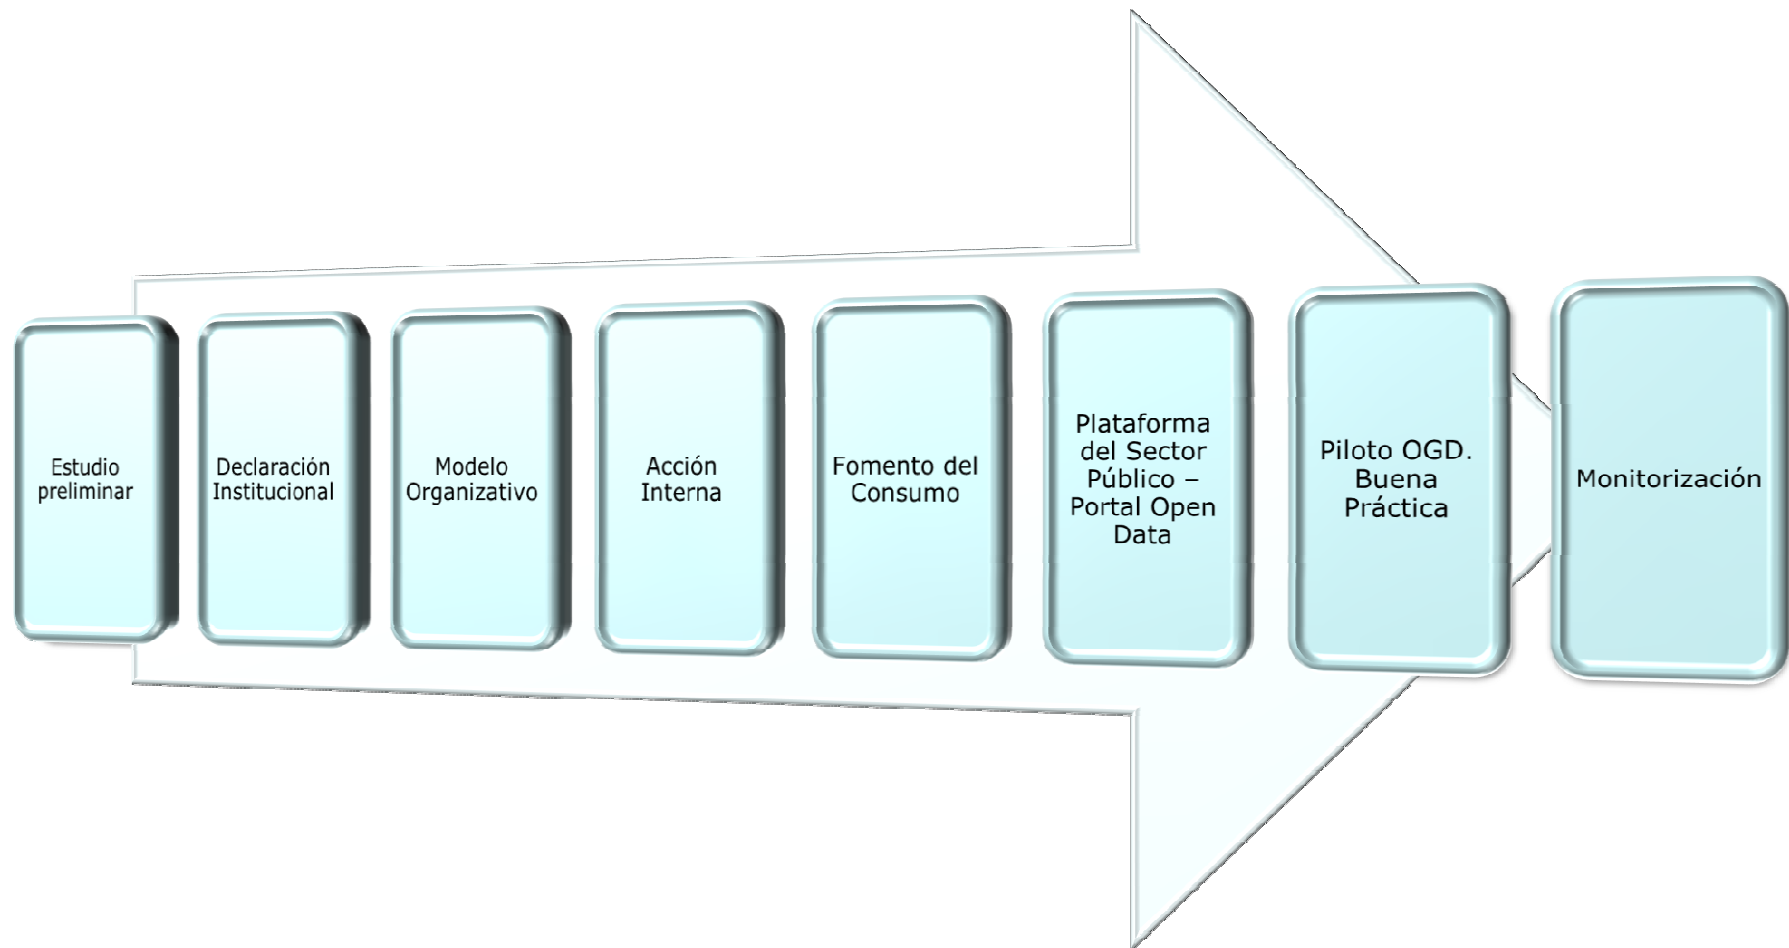 Estudio
preliminar
Declaración
Institucional
Modelo
Organizativo
Acción
Interna
Fomento del
Consumo
Plataforma
del Sector
Público –
Portal Open
Data
Piloto OGD.
Buena
Práctica
Monitorización